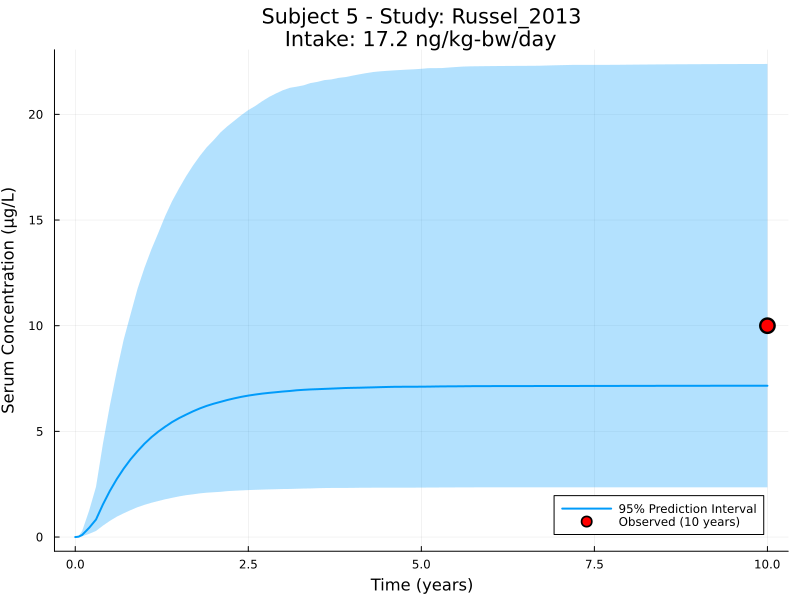 Subject 5 - Study: Russel_2013
Intake: 17.2 ng/kg-bw/day
Serum Concentration (µg/L)
20
15
10
5
0
95% Prediction Interval
Observed (10 years)
0.0
2.5
5.0
7.5
10.0
Time (years)